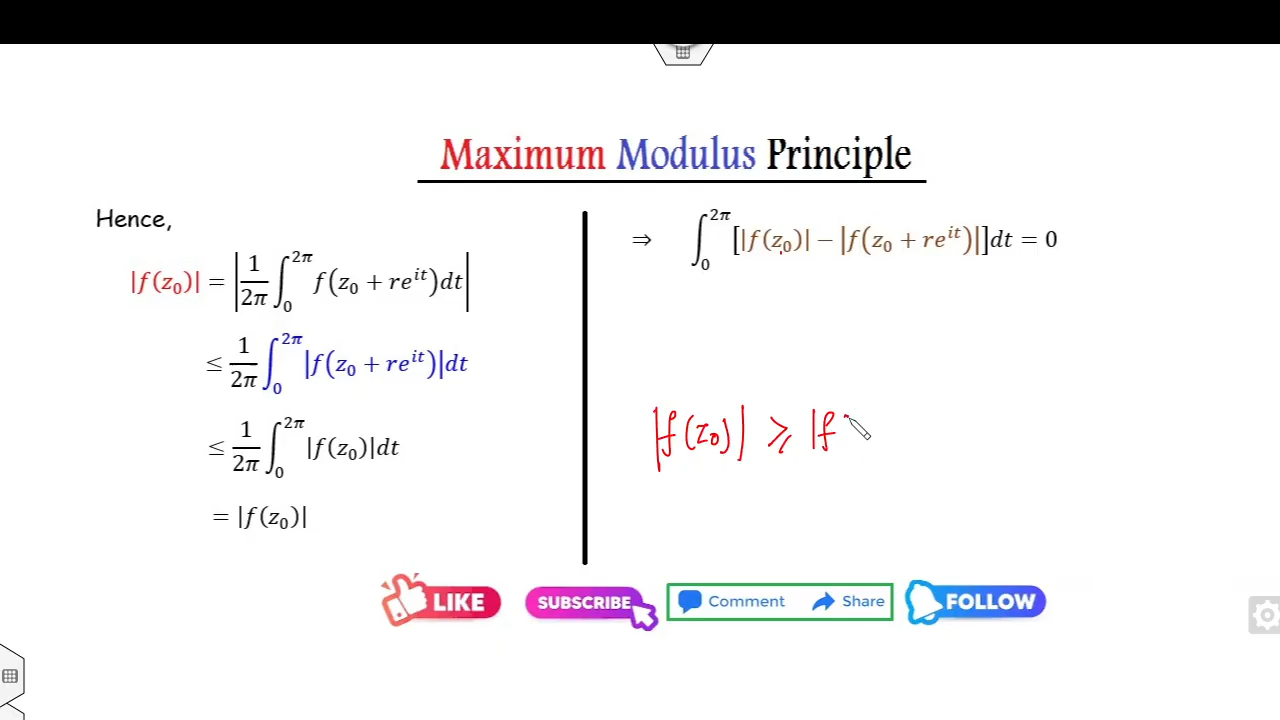 Maximum Modulus Principle
Hence,
|f(z₀)| = |1/2π ∫₀^2π f(z₀ + re^it)dt|
≤ 1/2π ∫₀^2π |f(z₀ + re^it)|dt
≤ 1/2π ∫₀^2π |f(z₀)|dt
= |f(z₀)|
⇒ ∫₀^2π [|f(z₀)| − |f(z₀ + re^it)|]dt = 0
|f(z₀)| ≥ |f
LIKE
SUBSCRIBE
Comment Share
FOLLOW